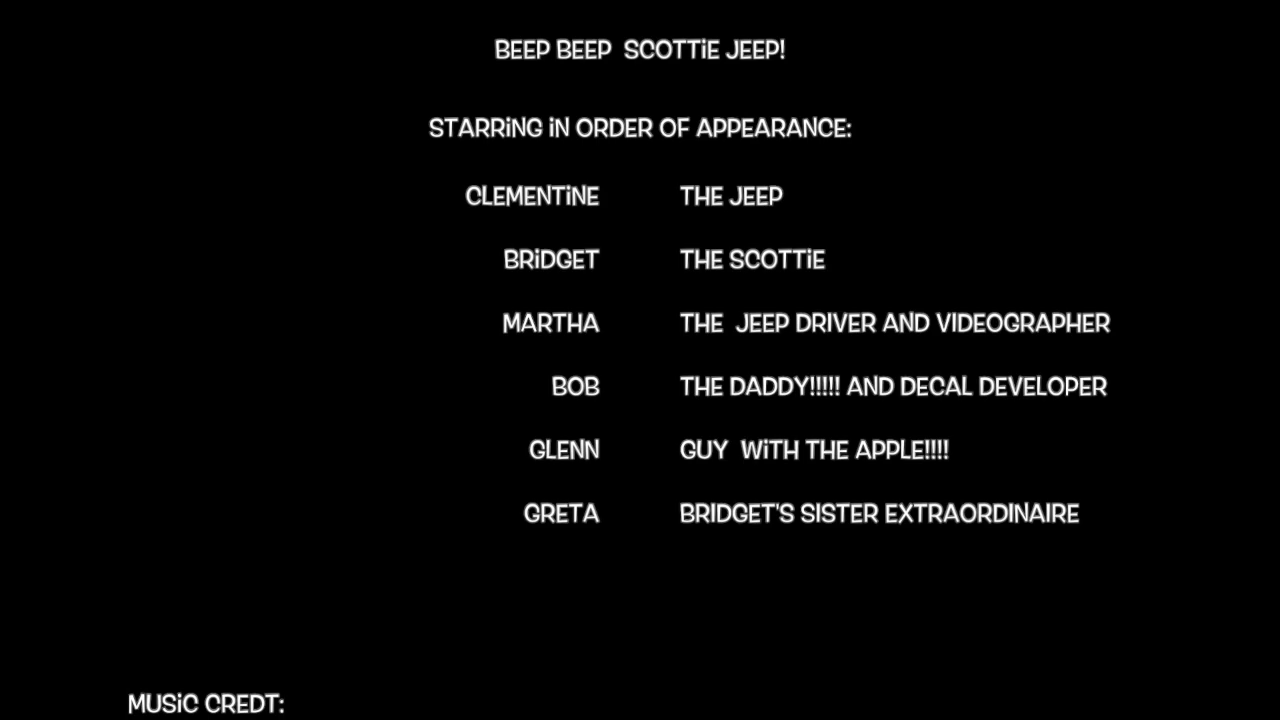 BEEP BEEP SCOTTiE JEEP!
STARRiNG iN ORDER OF APPEARANCE:
CLEMENTiNE THE JEEP
BRiDGET THE SCOTTiE
MARTHA THE JEEP DRIVER AND VIDEOGRAPHER
BOB THE DADDY!!!!! AND DECAL DEVELOPER
GLENN GUY WiTH THE APPLE!!!!
GRETA BRIDGET'S SISTER EXTRAORDINAIRE
MUSiC CREDT: